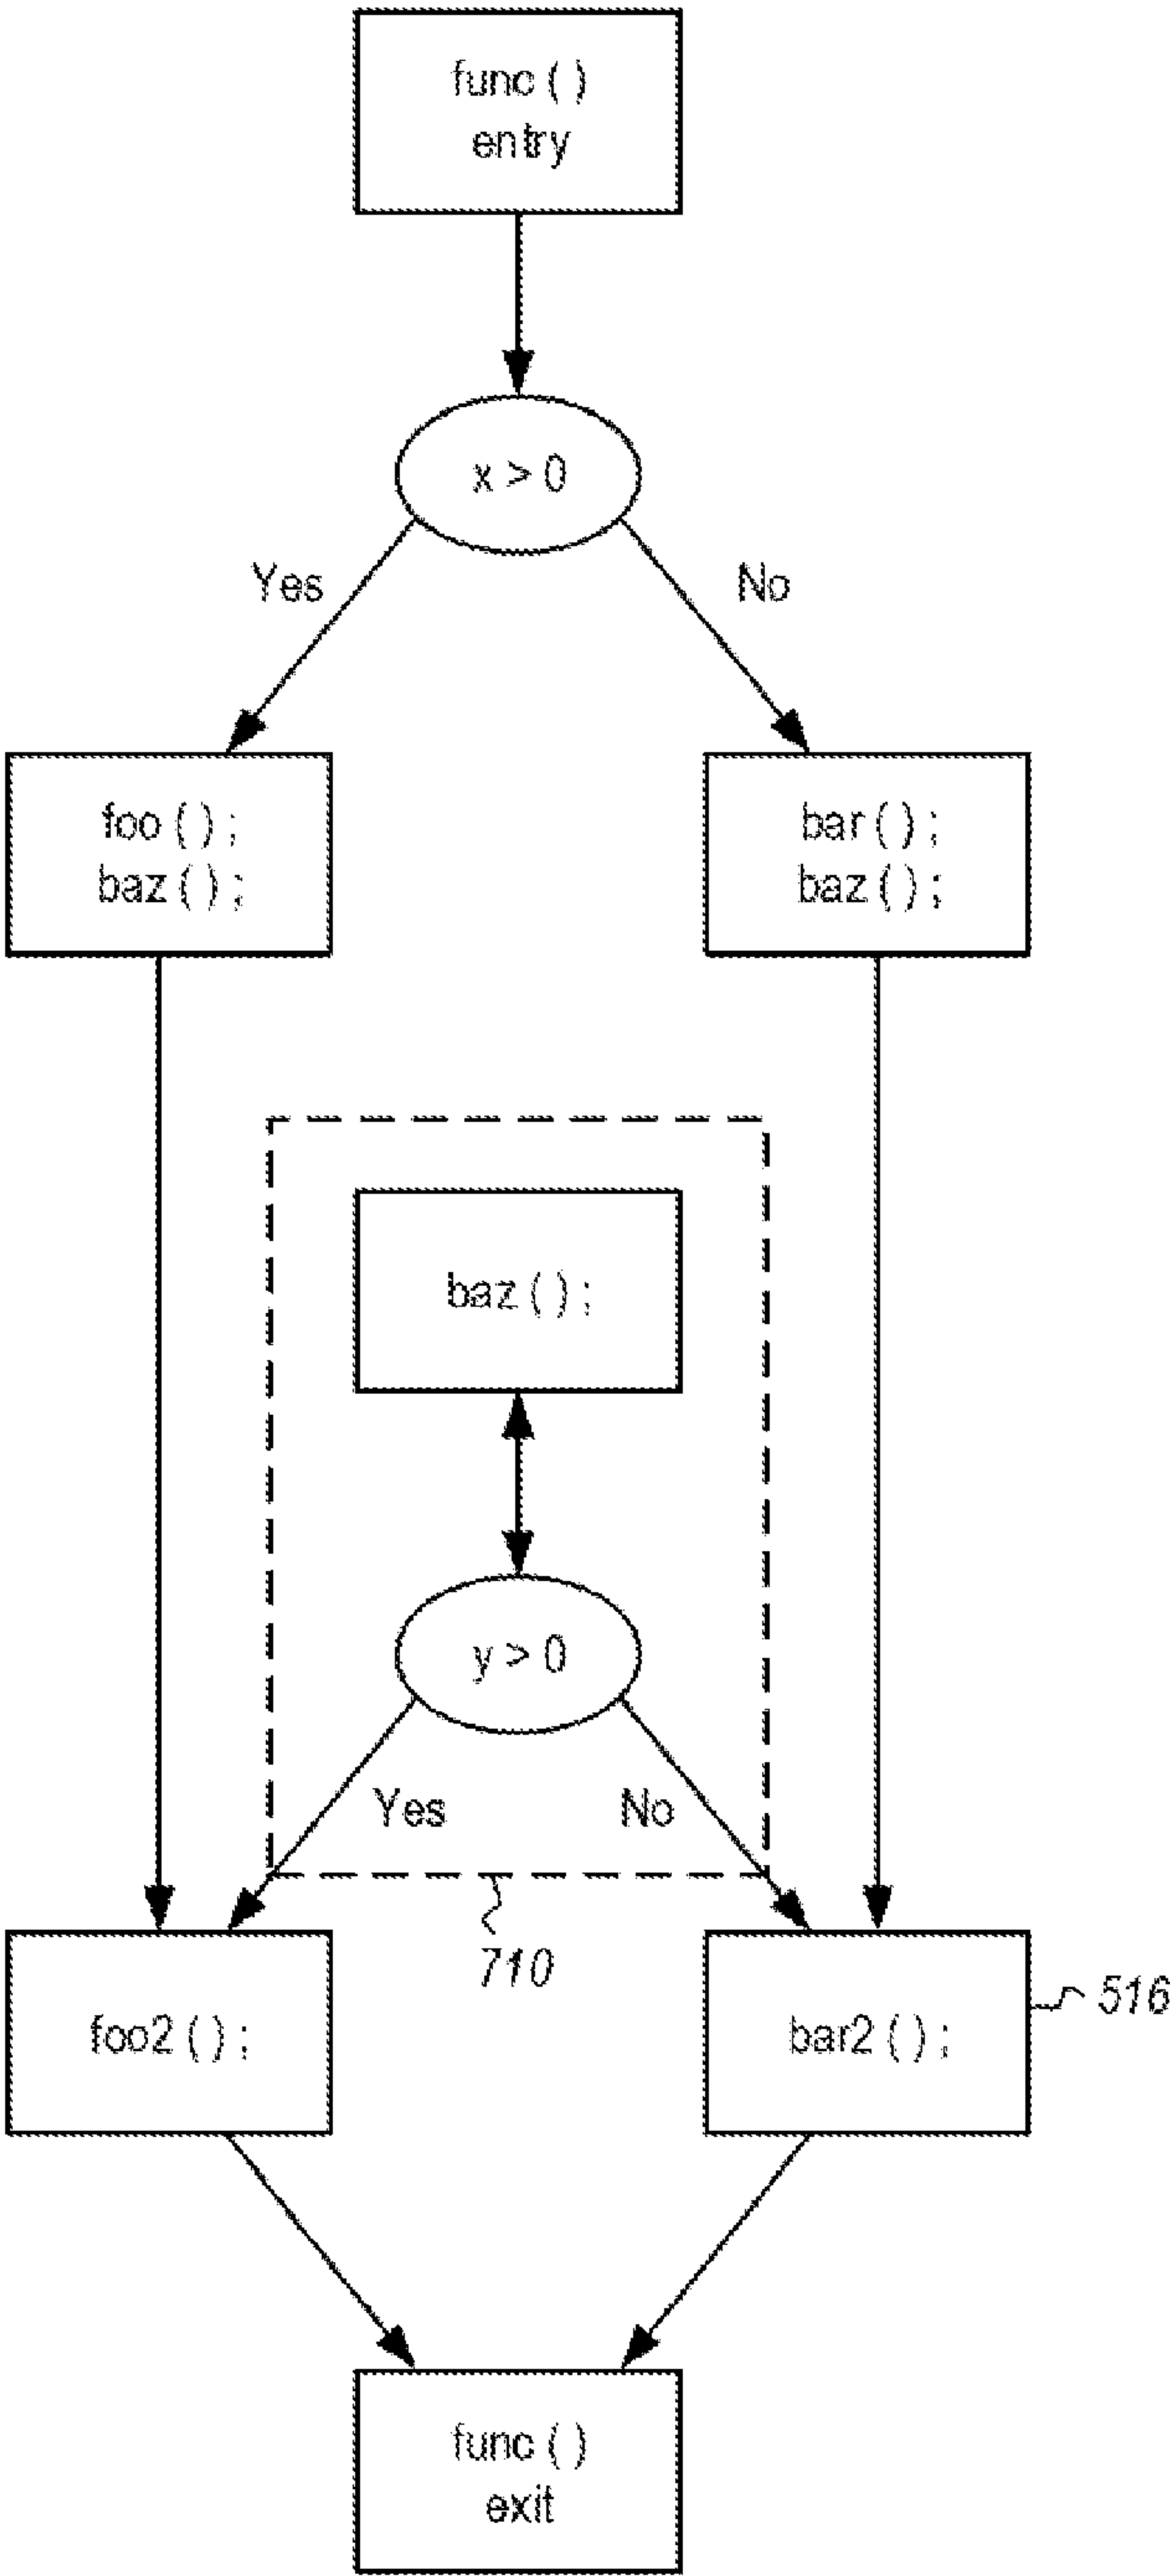 func ( )
entry
x > 0
Yes
No
foo ( ) ;
baz ( ) ;
bar ( ) ;
baz ( ) ;
baz ( ) ;
y > 0
Yes
No
710
516
foo2 ( ) ;
bar2 ( ) ;
func ( )
exit